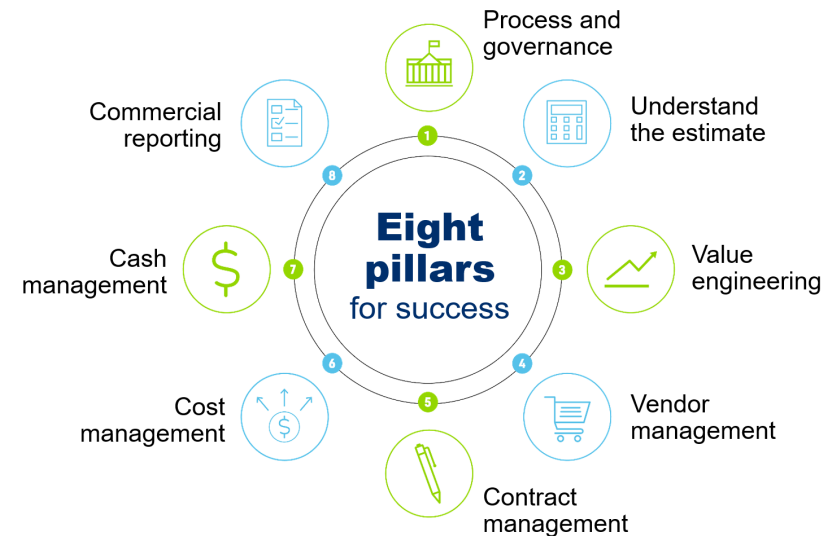 Process and
governance
1
Understand
the estimate
2
Value
engineering
3
Vendor
management
4
Contract
management
5
Cost
management
$
6
Cash
management
$
7
Commercial
reporting
8
Eight
pillars
for success